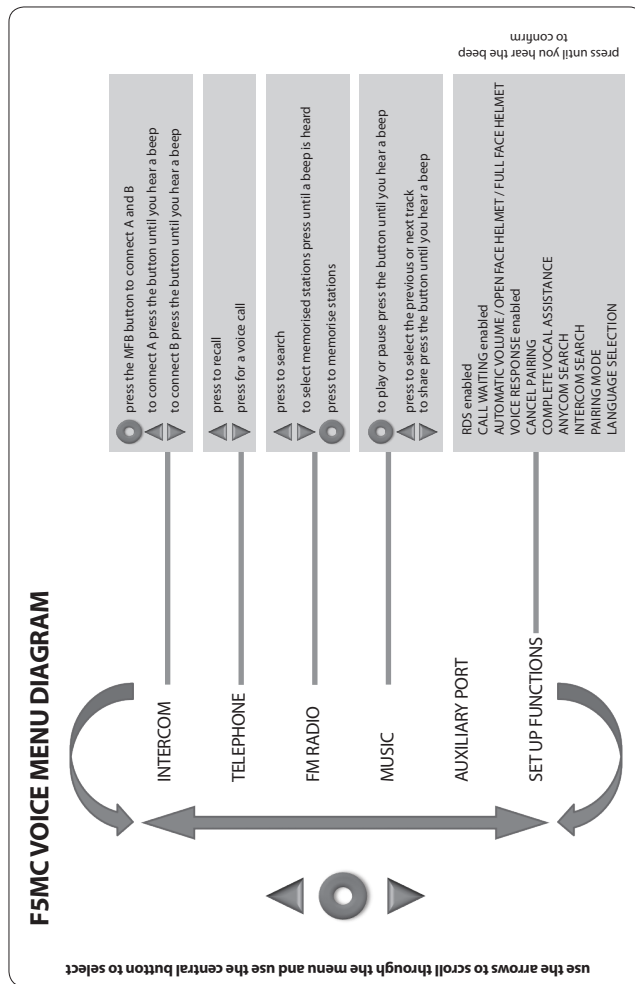 F5MC VOICE MENU DIAGRAM
use the arrows to scroll through the menu and use the central button to select
INTERCOM
press the MFB button to connect A and B
to connect A press the button until you hear a beep
to connect B press the button until you hear a beep
TELEPHONE
press to recall
press for a voice call
FM RADIO
press to search
to select memorised stations press until a beep is heard
press to memorise stations
MUSIC
to play or pause press the button until you hear a beep
press to select the previous or next track
to share press the button until you hear a beep
AUXILIARY PORT
SET UP FUNCTIONS
RDS enabled
CALL WAITING enabled
AUTOMATIC VOLUME / OPEN FACE HELMET / FULL FACE HELMET
VOICE RESPONSE enabled
CANCEL PAIRING
COMPLETE VOCAL ASSISTANCE
ANYCOM SEARCH
INTERCOM SEARCH
PAIRING MODE
LANGUAGE SELECTION
press until you hear the beep
to confirm